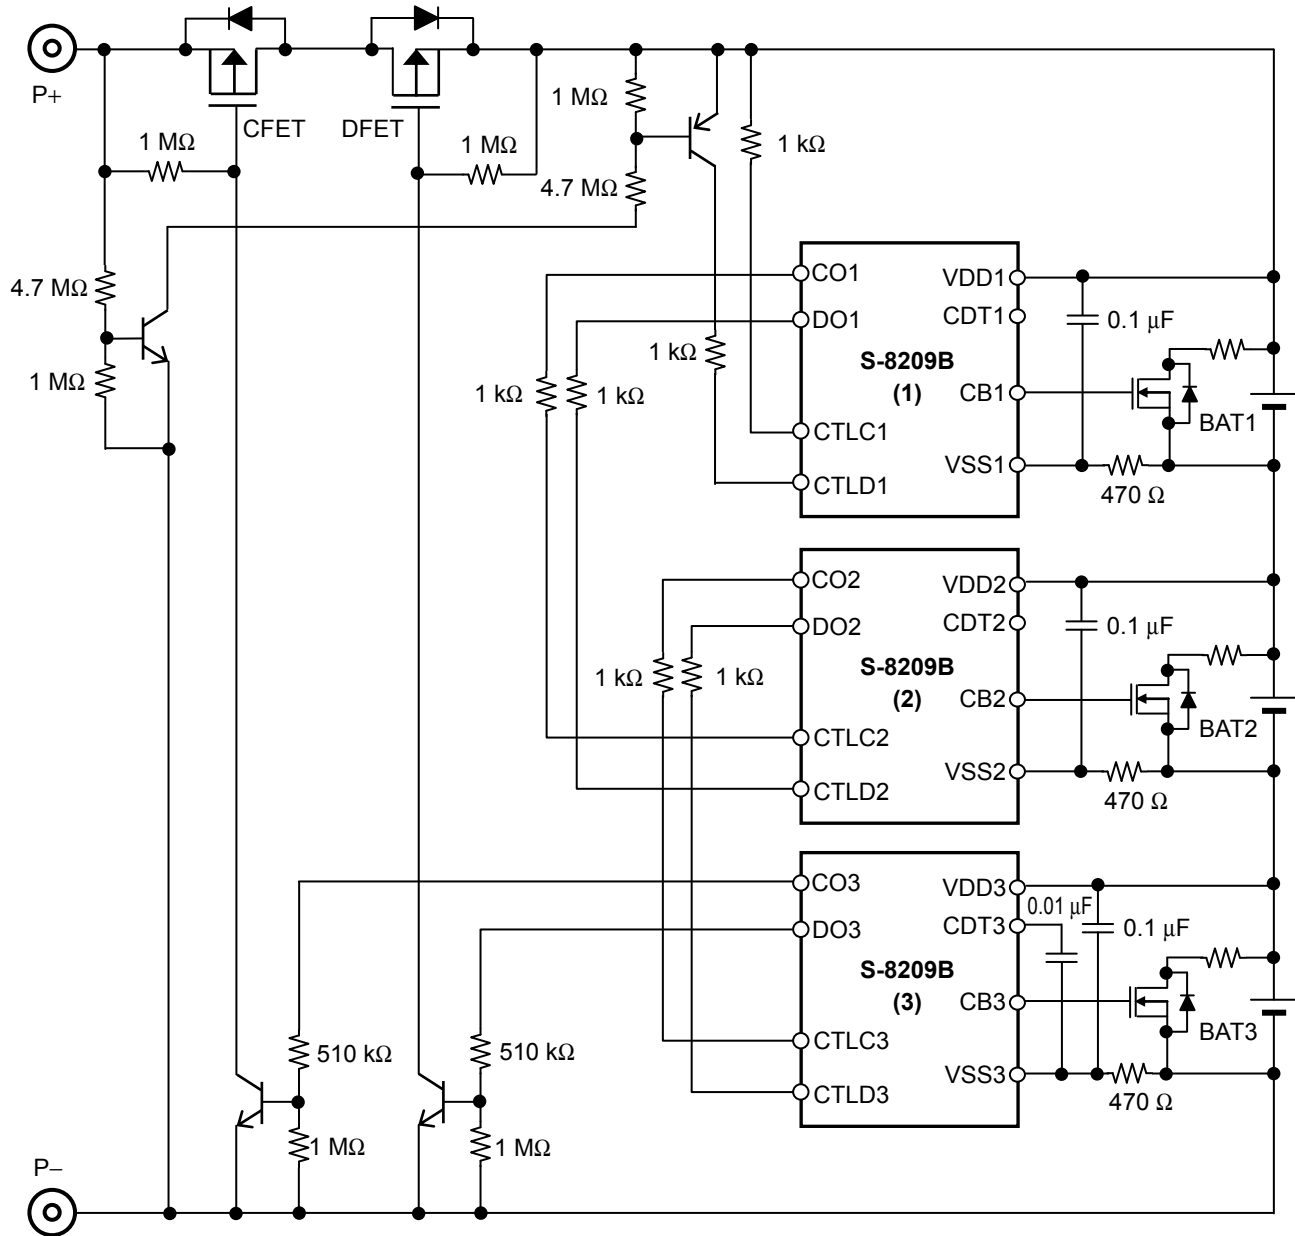 P+
CFET
DFET
1 MΩ
1 MΩ
1 MΩ
1 kΩ
4.7 MΩ
4.7 MΩ
1 MΩ
1 kΩ
1 kΩ
1 kΩ
CO1
DO1
S-8209B
(1)
CTLC1
CTLD1
VDD1
CDT1
CB1
VSS1
0.1 μF
BAT1
470 Ω
1 kΩ
1 kΩ
CO2
DO2
S-8209B
(2)
CTLC2
CTLD2
VDD2
CDT2
CB2
VSS2
0.1 μF
BAT2
470 Ω
CO3
DO3
S-8209B
(3)
CTLC3
CTLD3
VDD3
CDT3
CB3
VSS3
0.01 μF
0.1 μF
BAT3
470 Ω
510 kΩ
510 kΩ
1 MΩ
1 MΩ
P−